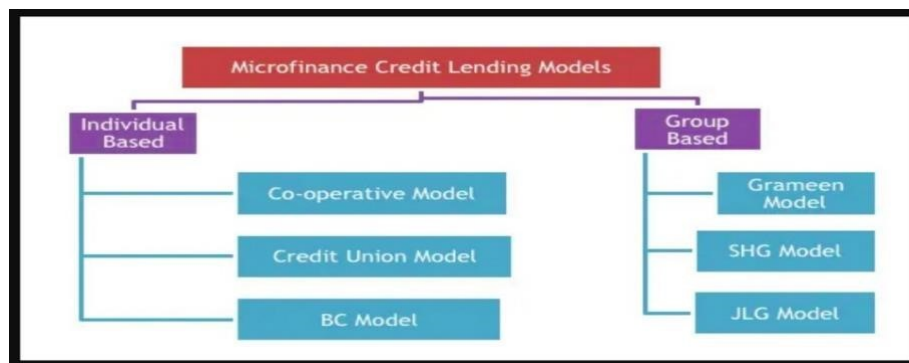 Microfinance Credit Lending Models
Individual
Based
Group
Based
Co-operative Model
Grameen
Model
Credit Union Model
SHG Model
BC Model
JLG Model